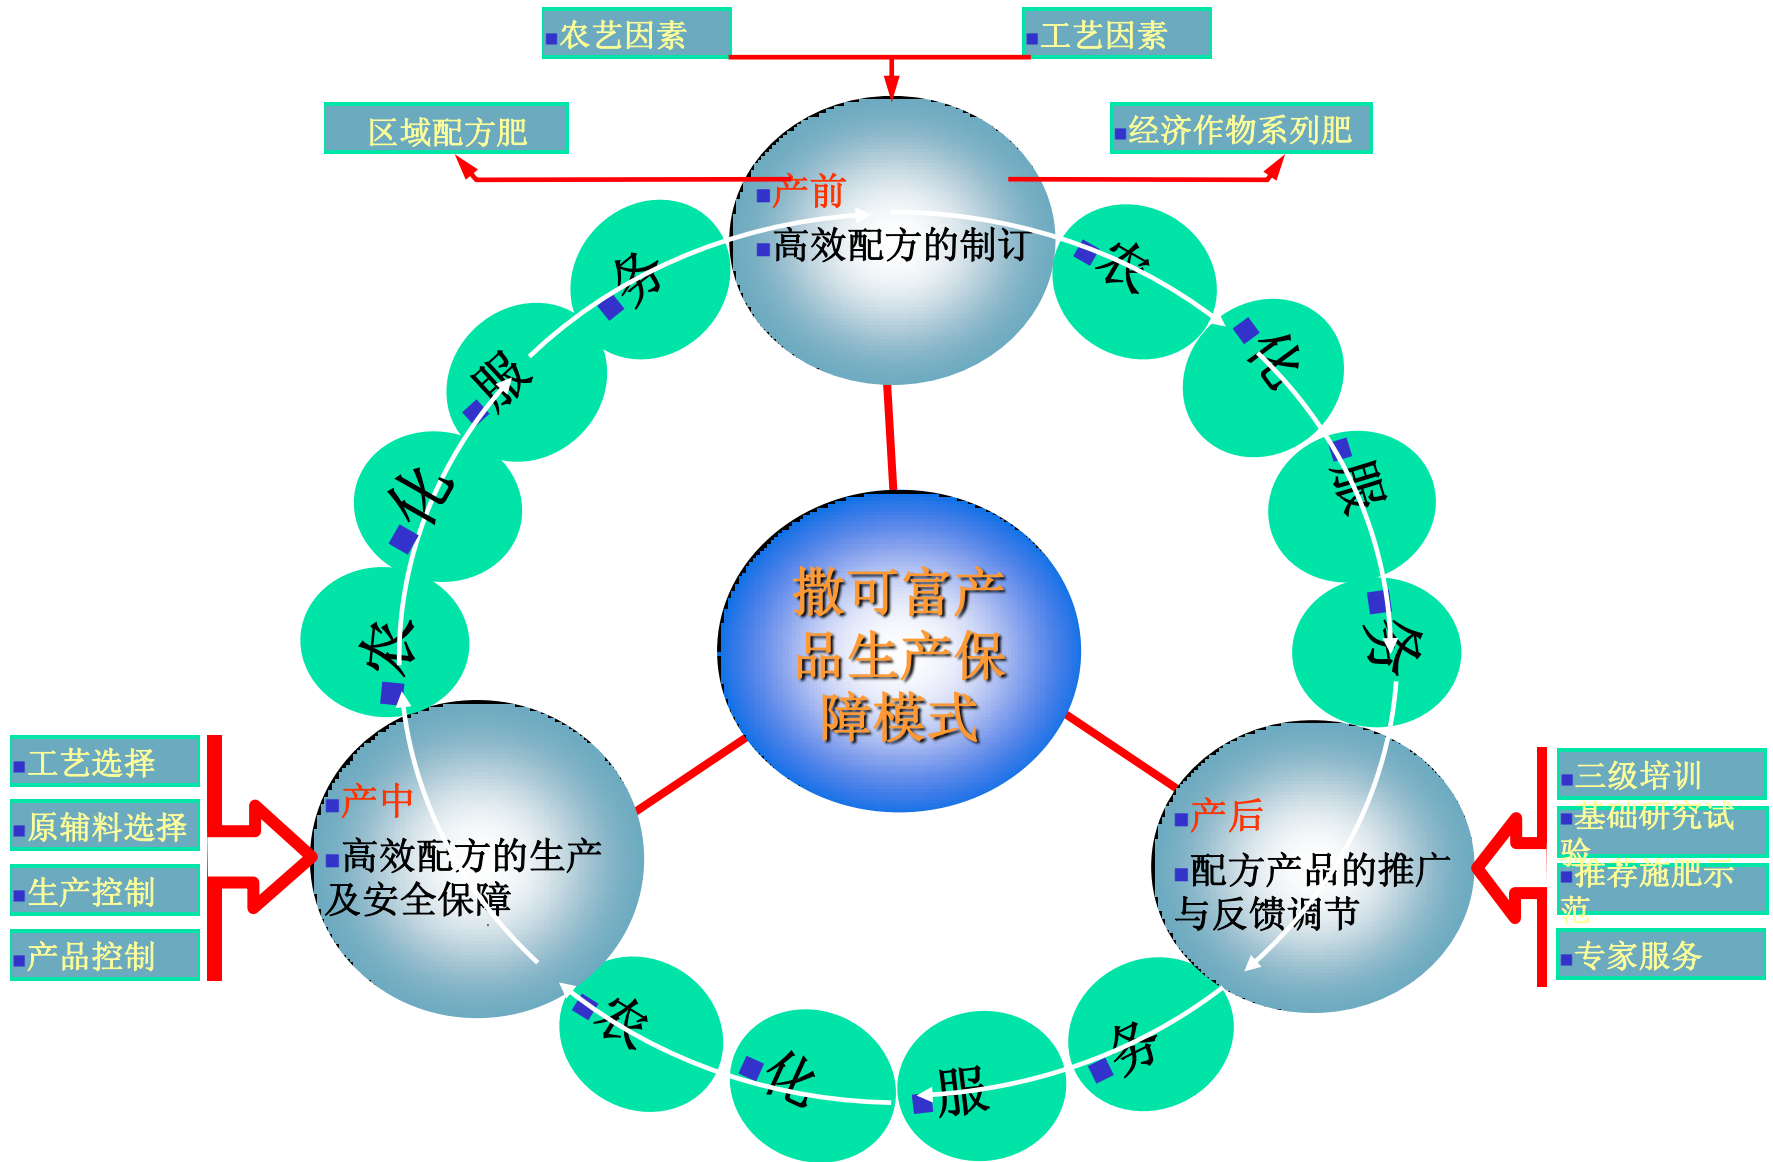 农艺因素
工艺因素
区域配方肥
经济作物系列肥
产前
高效配方的制订
农
化
服
务
农
化
服
务
撒可富产
品生产保
障模式
工艺选择
原辅料选择
生产控制
产品控制
产中
高效配方的生产
及安全保障
产后
配方产品的推广
与反馈调节
三级培训
基础研究试
验
推荐施肥示
范
专家服务
农
化
服
务